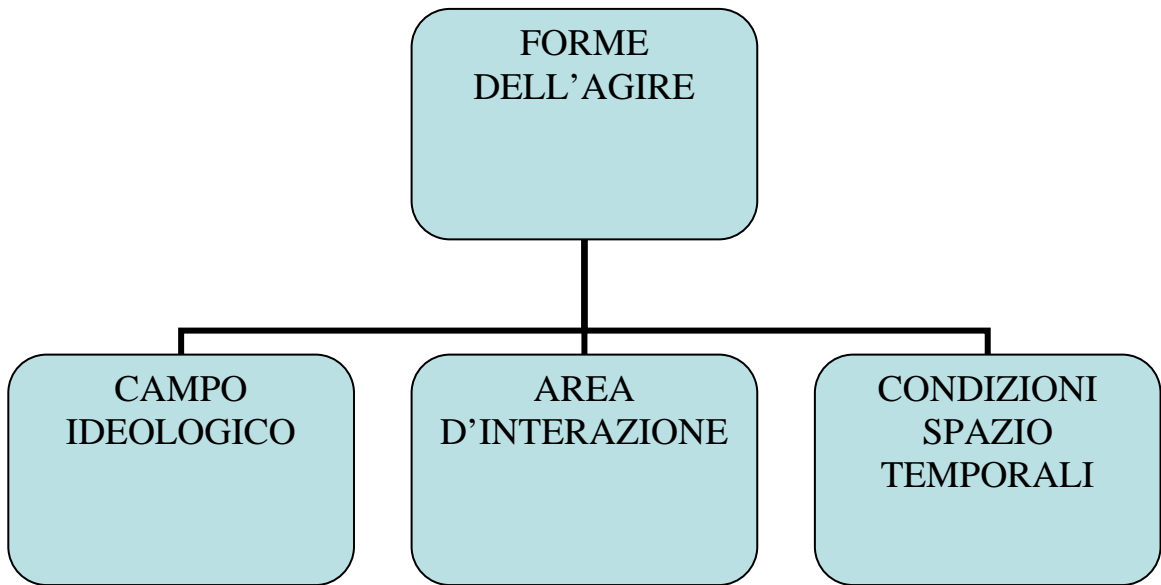 FORME
DELL’AGIRE
CAMPO
IDEOLOGICO
AREA
D’INTERAZIONE
CONDIZIONI
SPAZIO
TEMPORALI